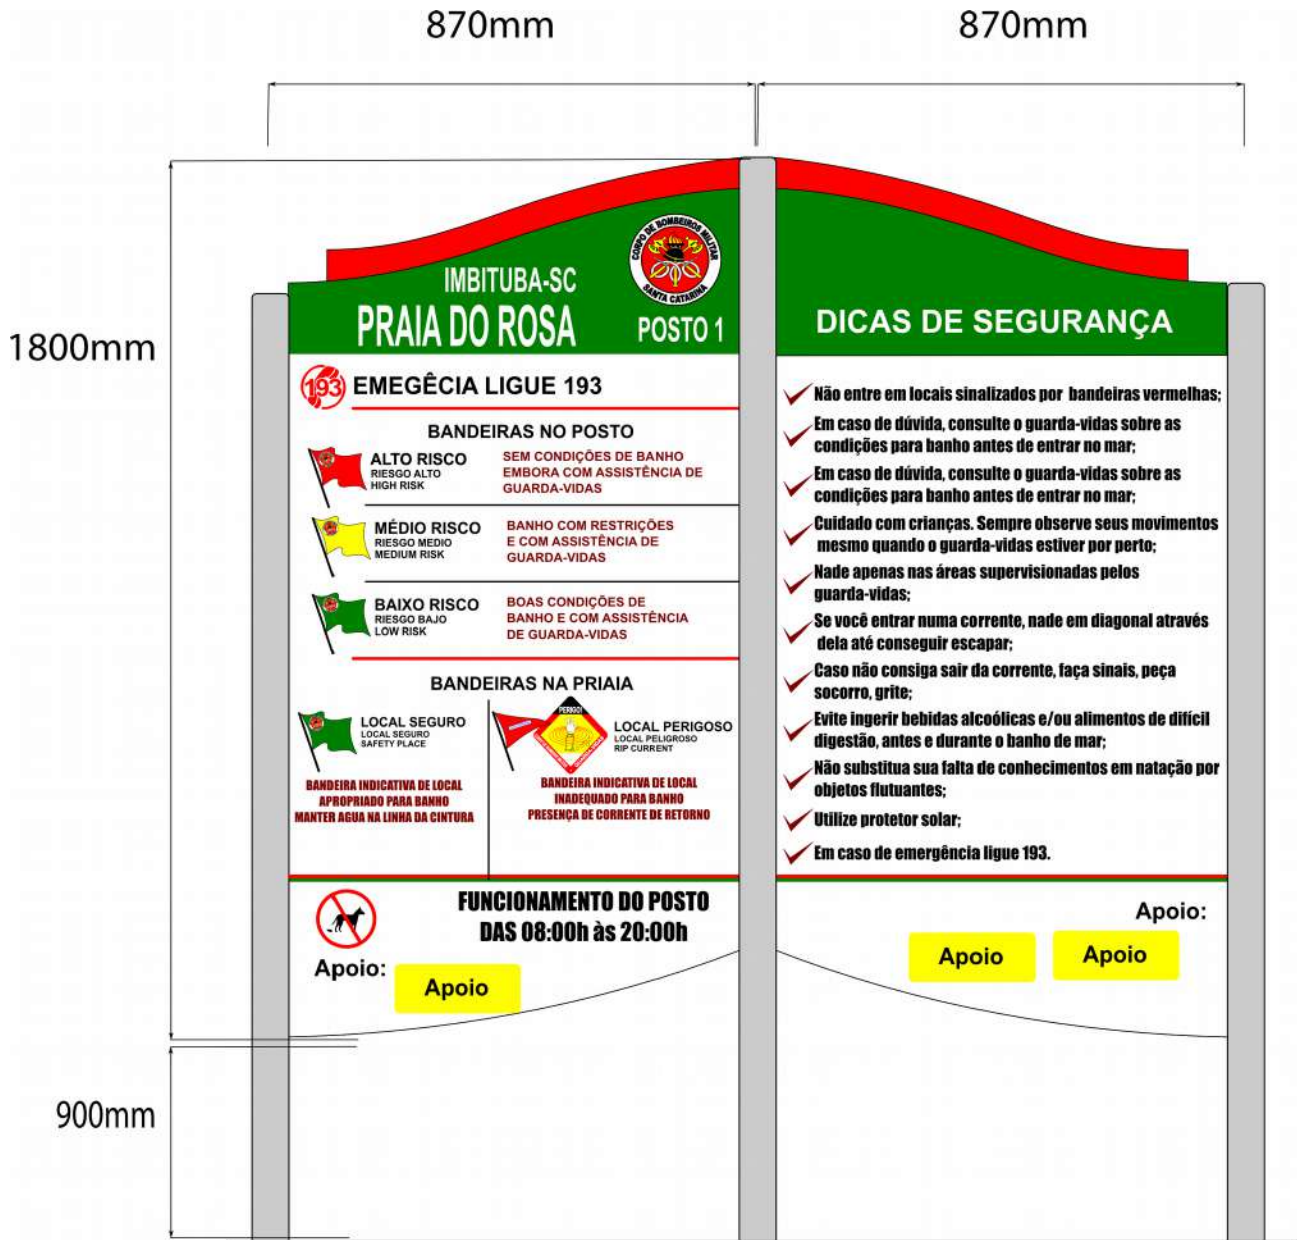 870mm
870mm
1800mm
900mm
CORPO DE BOMBEIROS MILITAR
SANTA CATARINA
IMBITUBA-SC
PRAIA DO ROSA
POSTO 1
193
EMEGÊCIA LIGUE 193
BANDEIRAS NO POSTO
ALTO RISCO
RIESGO ALTO
HIGH RISK
SEM CONDIÇÕES DE BANHO
EMBORA COM ASSISTÊNCIA DE
GUARDA-VIDAS
MÉDIO RISCO
RIESGO MEDIO
MEDIUM RISK
BANHO COM RESTRIÇÕES
E COM ASSISTÊNCIA DE
GUARDA-VIDAS
BAIXO RISCO
RIESGO BAJO
LOW RISK
BOAS CONDIÇÕES DE
BANHO E COM ASSISTÊNCIA
DE GUARDA-VIDAS
BANDEIRAS NA PRIAIA
LOCAL SEGURO
LOCAL SEGURO
SAFETY PLACE
BANDEIRA INDICATIVA DE LOCAL
APROPRIADO PARA BANHO
MANTER AGUA NA LINHA DA CINTURA
PERIGO!
LOCAL PERIGOSO
LOCAL PELIGROSO
RIP CURRENT
BANDEIRA INDICATIVA DE LOCAL
INADEQUADO PARA BANHO
PRESENÇA DE CORRENTE DE RETORNO
FUNCIONAMENTO DO POSTO
DAS 08:00h às 20:00h
Apoio:
Apoio
DICAS DE SEGURANÇA
Não entre em locais sinalizados por bandeiras vermelhas;
Em caso de dúvida, consulte o guarda-vidas sobre as
condições para banho antes de entrar no mar;
Em caso de dúvida, consulte o guarda-vidas sobre as
condições para banho antes de entrar no mar;
Cuidado com crianças. Sempre observe seus movimentos
mesmo quando o guarda-vidas estiver por perto;
Nade apenas nas áreas supervisionadas pelos
guarda-vidas;
Se você entrar numa corrente, nade em diagonal através
dela até conseguir escapar;
Caso não consiga sair da corrente, faça sinais, peça
socorro, grite;
Evite ingerir bebidas alcoólicas e/ou alimentos de difícil
digestão, antes e durante o banho de mar;
Não substitua sua falta de conhecimentos em natação por
objetos flutuantes;
Utilize protetor solar;
Em caso de emergência ligue 193.
Apoio:
Apoio
Apoio